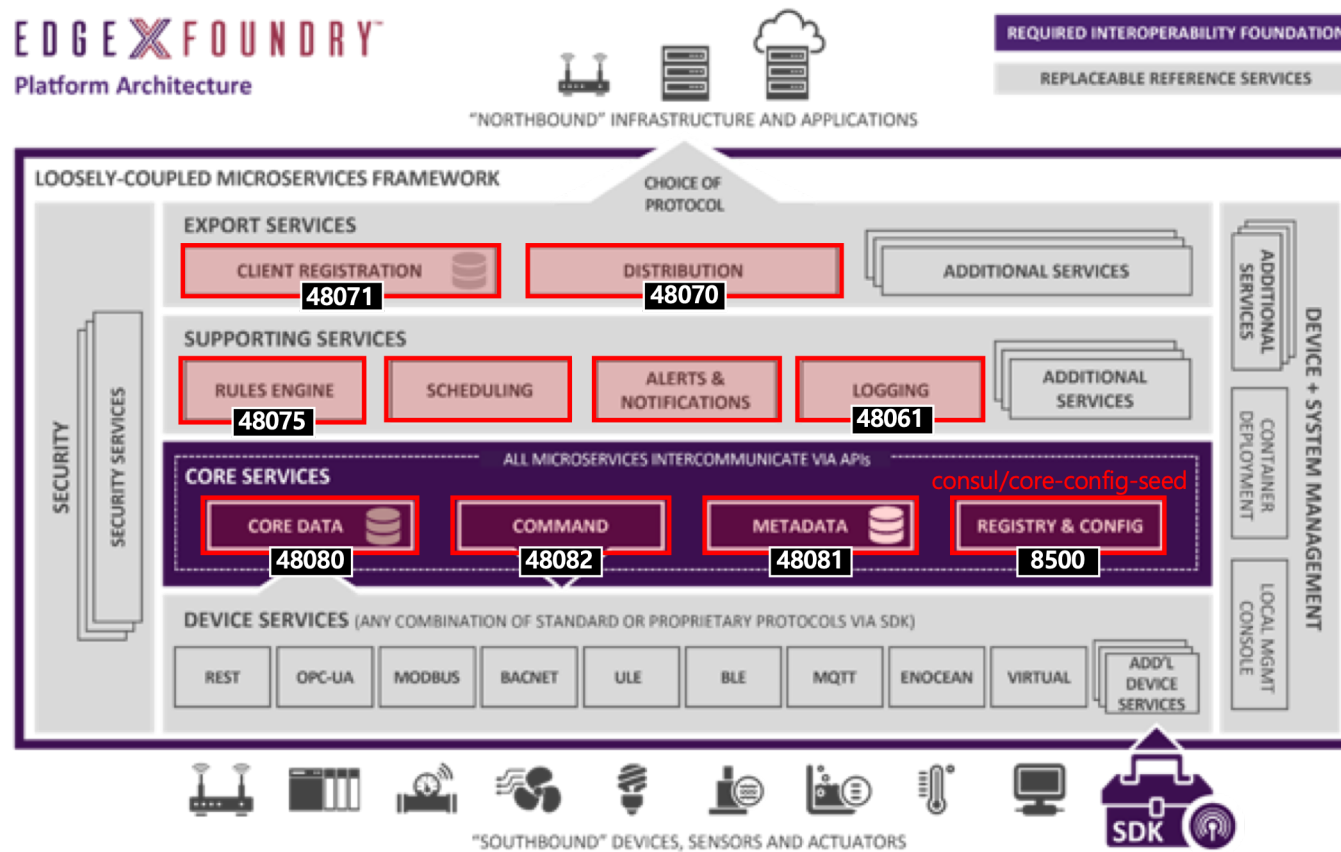 EDGE X FOUNDRY™
Platform Architecture
REQUIRED INTEROPERABILITY FOUNDATION
REPLACEABLE REFERENCE SERVICES
"NORTHBOUND" INFRASTRUCTURE AND APPLICATIONS
LOOSELY-COUPLED MICROSERVICES FRAMEWORK
CHOICE OF
PROTOCOL
EXPORT SERVICES
CLIENT REGISTRATION
48071
DISTRIBUTION
48070
ADDITIONAL SERVICES
SUPPORTING SERVICES
RULES ENGINE
48075
SCHEDULING
ALERTS &
NOTIFICATIONS
LOGGING
48061
ADDITIONAL
SERVICES
ALL MICROSERVICES INTERCOMMUNICATE VIA APIs
CORE SERVICES
consul/core-config-seed
CORE DATA
48080
COMMAND
48082
METADATA
48081
REGISTRY & CONFIG
8500
DEVICE SERVICES (ANY COMBINATION OF STANDARD OR PROPRIETARY PROTOCOLS VIA SDK)
REST
OPC-UA
MODBUS
BACNET
ULE
BLE
MQTT
ENOCEAN
VIRTUAL
ADD'L
DEVICE
SERVICES
SECURITY
SECURITY SERVICES
ADDITIONAL
SERVICES
CONTAINER
DEPLOYMENT
LOCAL MGMT
CONSOLE
DEVICE + SYSTEM MANAGEMENT
SDK
"SOUTHBOUND" DEVICES, SENSORS AND ACTUATORS